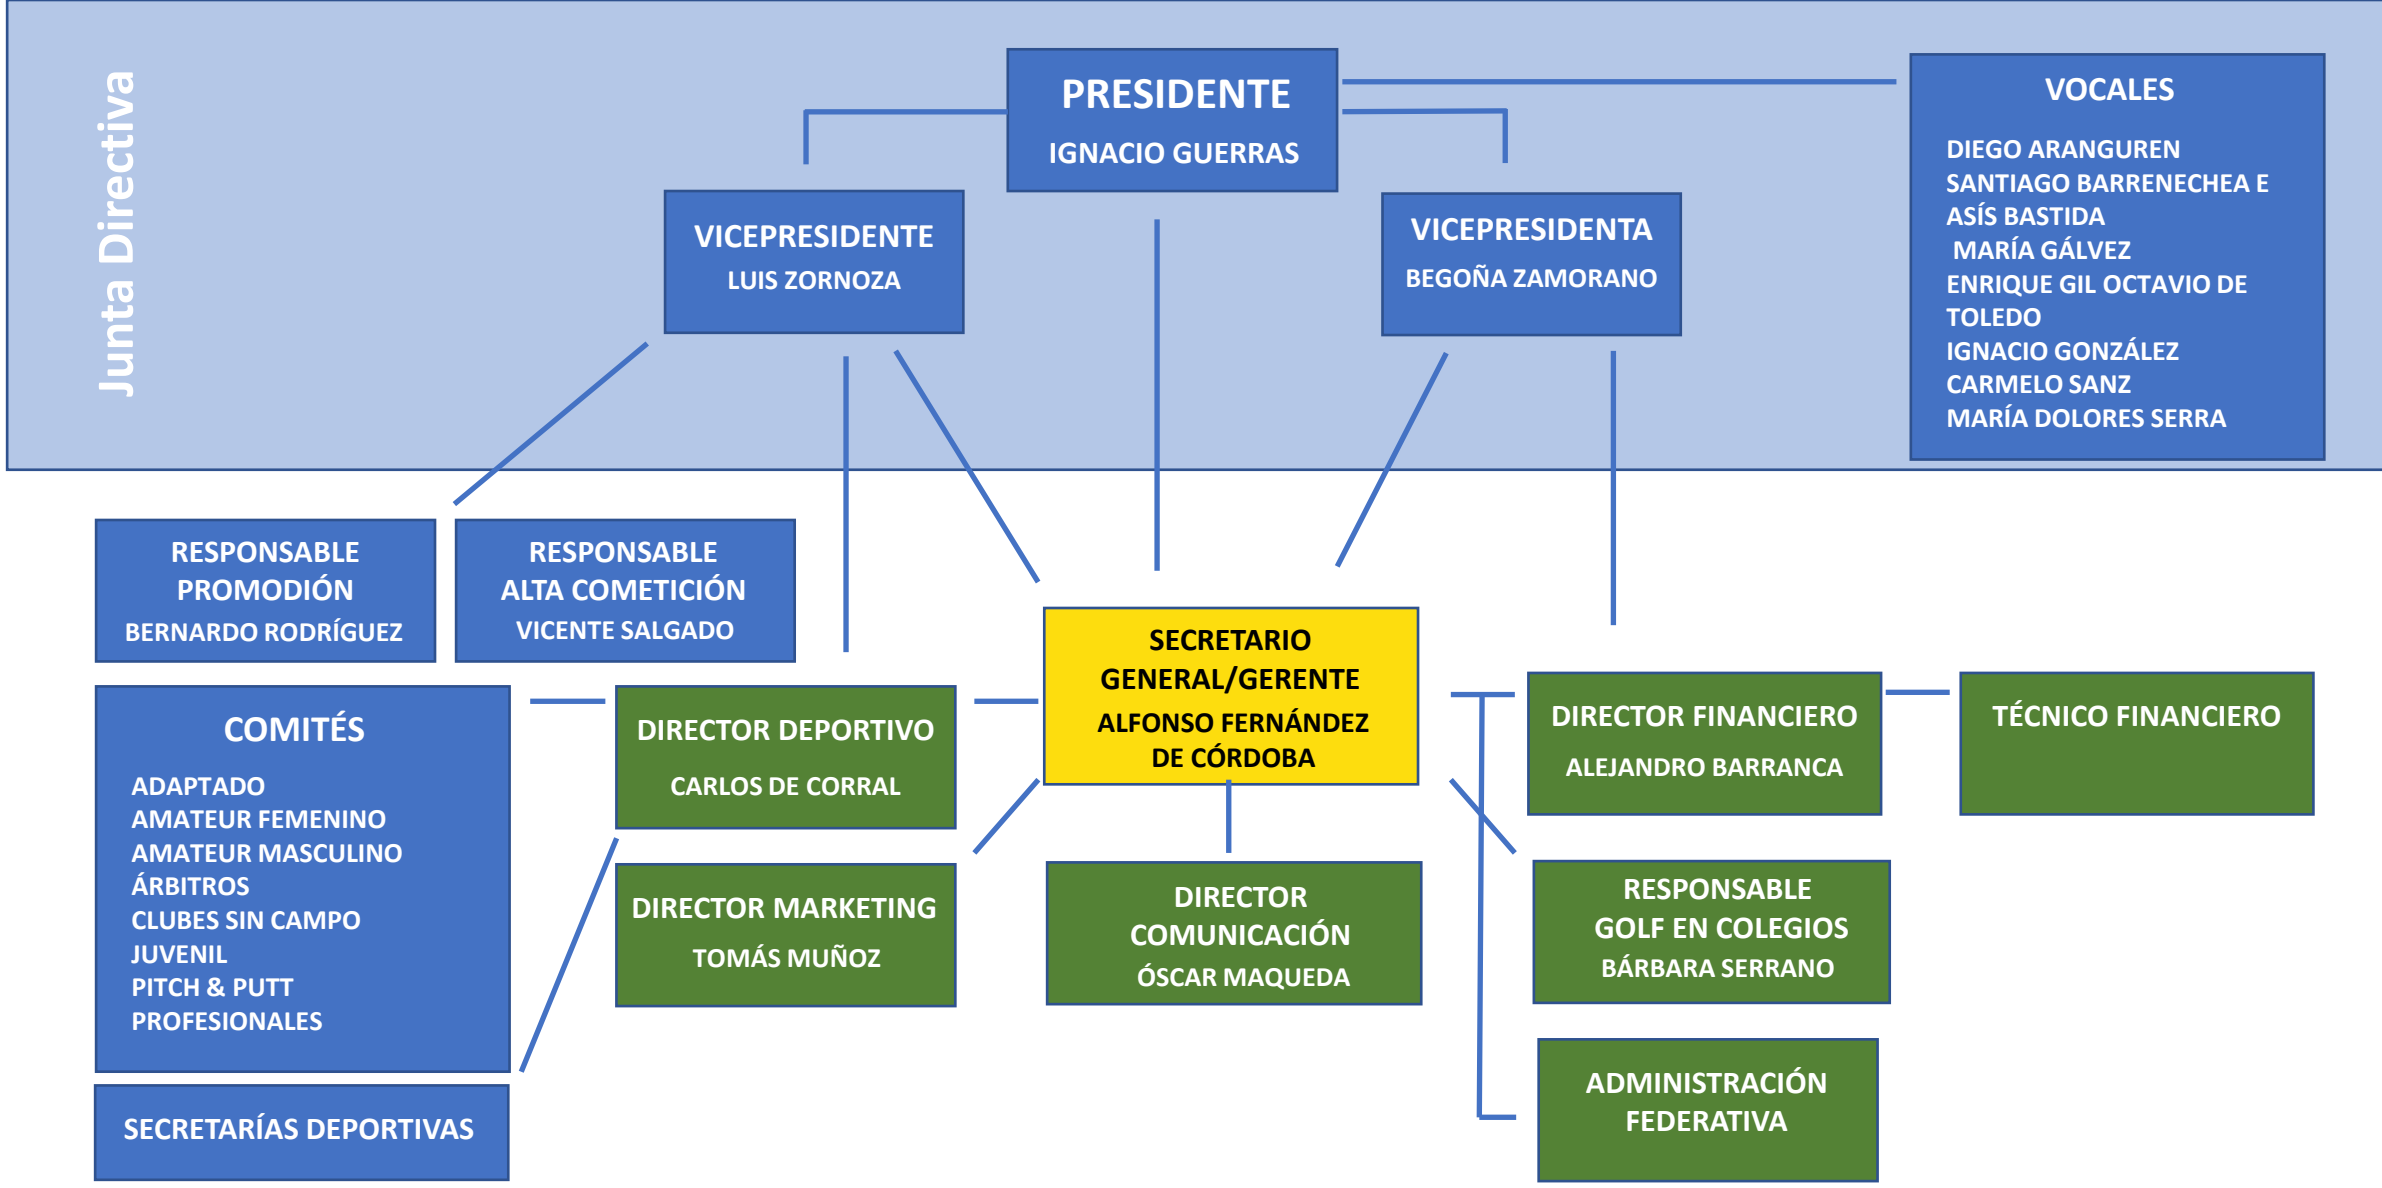 Junta Directiva
PRESIDENTE
IGNACIO GUERRAS
VOCALES
DIEGO ARANGUREN
SANTIAGO BARRENECHEA E
ASÍS BASTIDA
MARÍA GÁLVEZ
ENRIQUE GIL OCTAVIO DE
TOLEDO
IGNACIO GONZÁLEZ
CARMELO SANZ
MARÍA DOLORES SERRA
VICEPRESIDENTE
LUIS ZORNOZA
VICEPRESIDENTA
BEGOÑA ZAMORANO
RESPONSABLE
PROMODIÓN
BERNARDO RODRÍGUEZ
RESPONSABLE
ALTA COMETICIÓN
VICENTE SALGADO
SECRETARIO
GENERAL/GERENTE
ALFONSO FERNÁNDEZ
DE CÓRDOBA
COMITÉS
ADAPTADO
AMATEUR FEMENINO
AMATEUR MASCULINO
ÁRBITROS
CLUBES SIN CAMPO
JUVENIL
PITCH & PUTT
PROFESIONALES
DIRECTOR DEPORTIVO
CARLOS DE CORRAL
DIRECTOR FINANCIERO
ALEJANDRO BARRANCA
TÉCNICO FINANCIERO
DIRECTOR MARKETING
TOMÁS MUÑOZ
DIRECTOR
COMUNICACIÓN
ÓSCAR MAQUEDA
RESPONSABLE
GOLF EN COLEGIOS
BÁRBARA SERRANO
SECRETARÍAS DEPORTIVAS
ADMINISTRACIÓN
FEDERATIVA